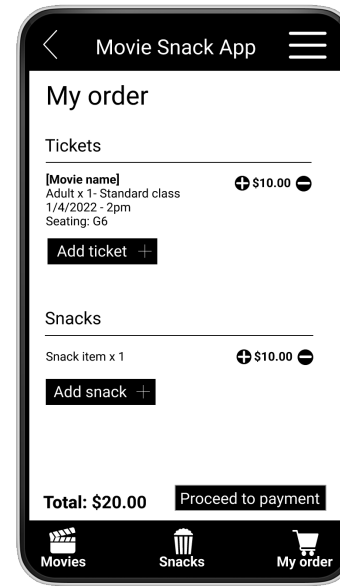 Movie Snack App
My order
Tickets
[Movie name]
Adult x 1- Standard class
1/4/2022 - 2pm
Seating: G6
$10.00
Add ticket
Snacks
Snack item x 1
$10.00
Add snack
Total: $20.00
Proceed to payment
Movies
Snacks
My order